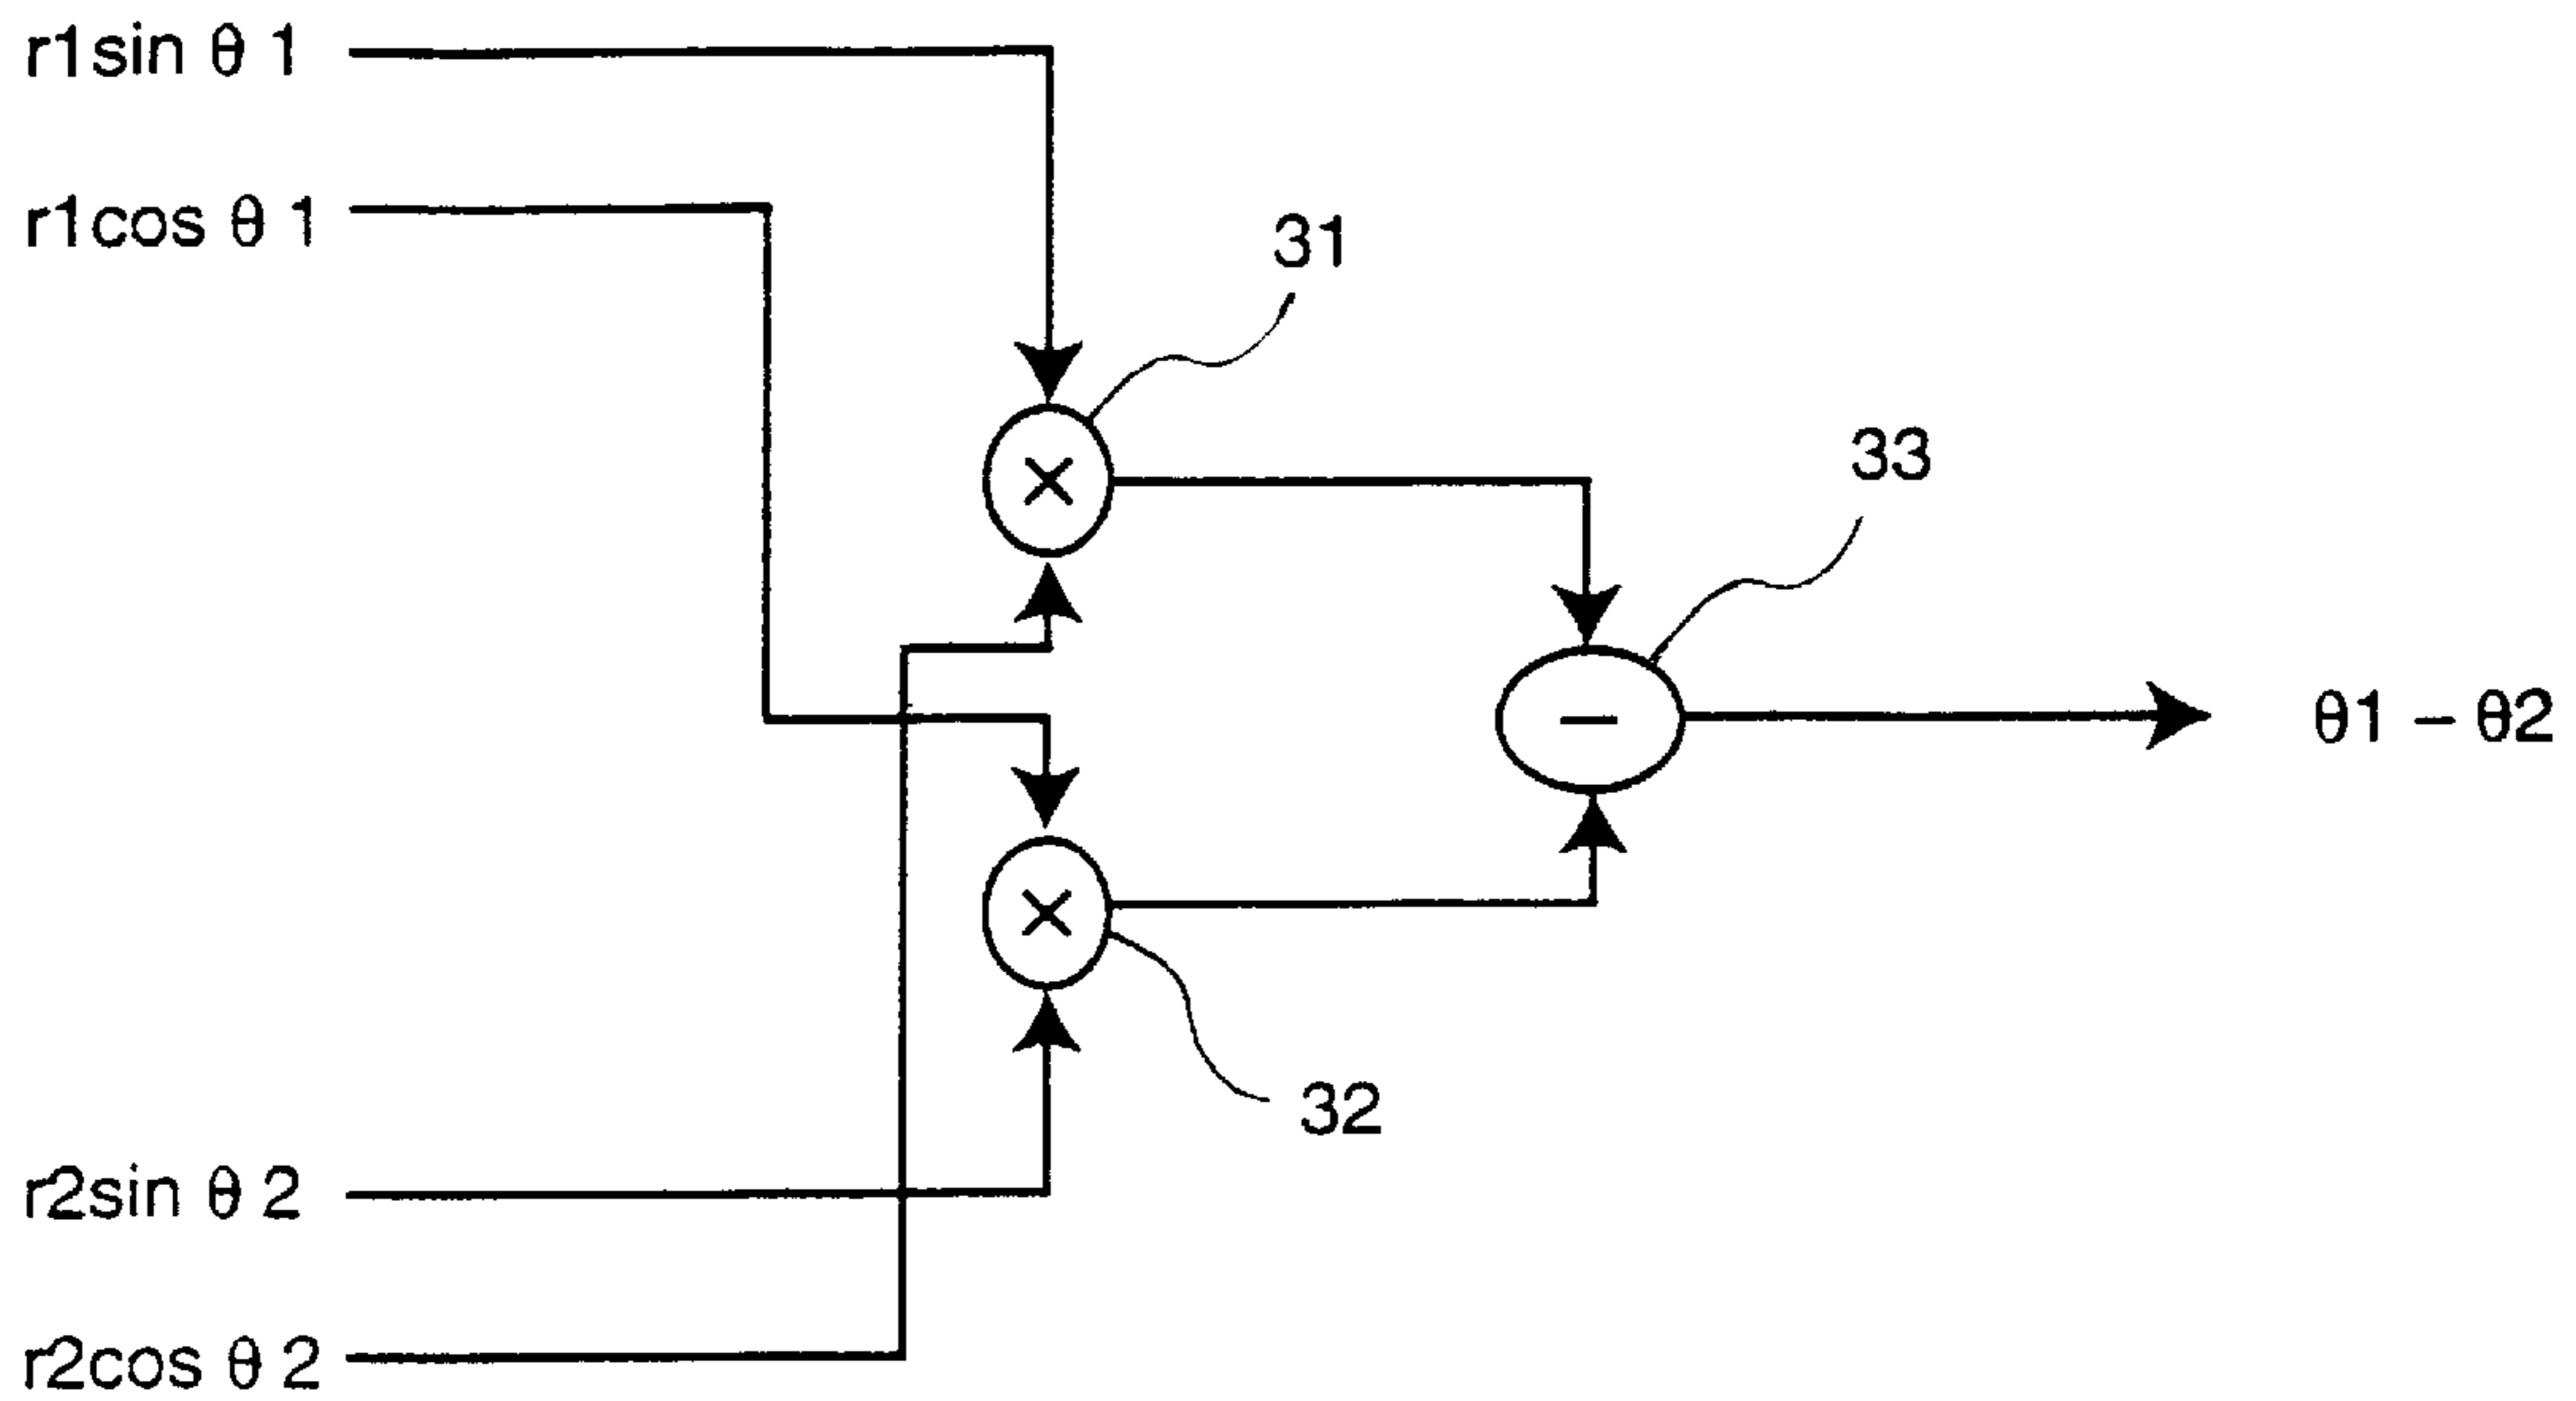 r1sin θ 1
r1cos θ 1
31
×
33
−
θ1 − θ2
×
32
r2sin θ 2
r2cos θ 2